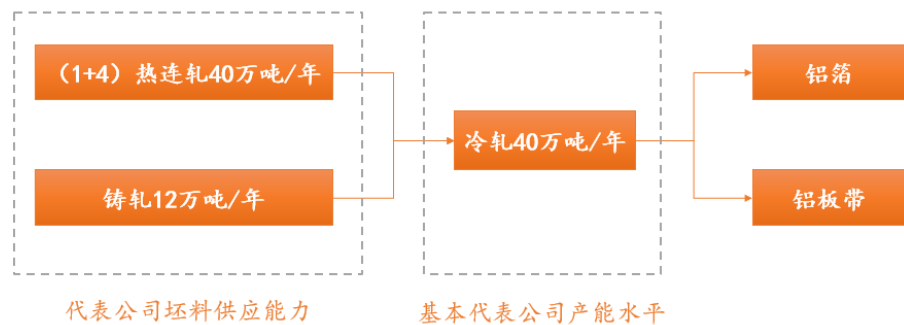 （1+4）热连轧40万吨/年
铸轧12万吨/年
冷轧40万吨/年
铝箔
铝板带
代表公司坯料供应能力
基本代表公司产能水平